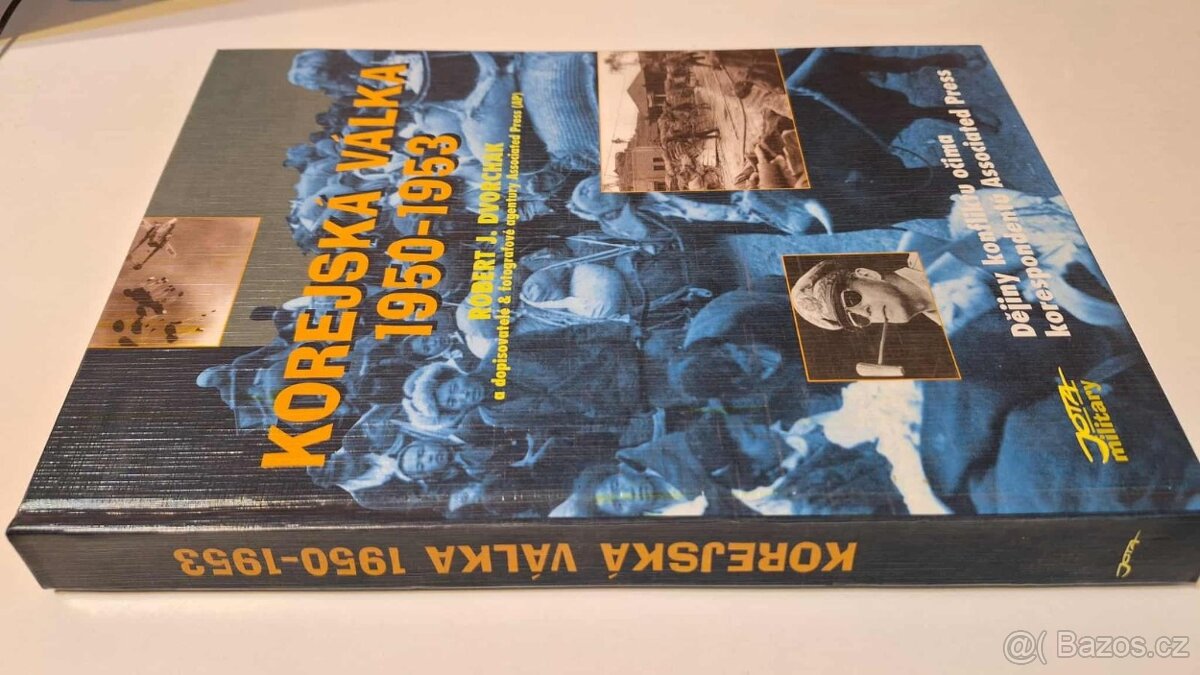 KOREJSKÁ VÁLKA
1950-1953
ROBERT J. DVORCHAK
a dopisovatelé & fotografové agentury Associated Press (AP)
Dějiny konfliktu očima
korespondentů Associated Press
JOTA
military
KOREJSKÁ VÁLKA 1950-1953
JOTA
@( Bazos.cz